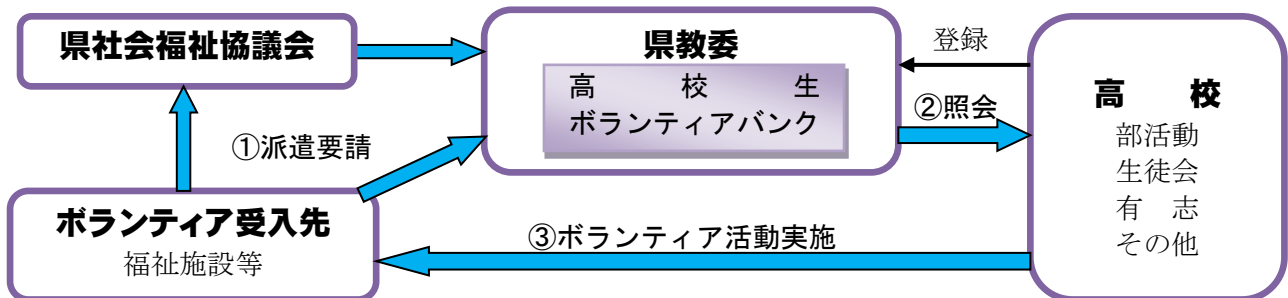 県社会福祉協議会
県教委
高校生
ボランティアバンク
登録
②照会
高　校
部活動
生徒会
有　志
その他
①派遣要請
ボランティア受入先
福祉施設等
③ボランティア活動実施